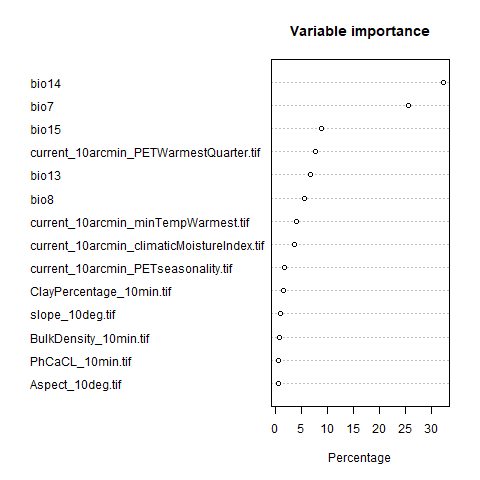 Variable importance
bio14
bio7
bio15
current_10arcmin_PETWarmestQuarter.tif
bio13
bio8
current_10arcmin_minTempWarmest.tif
current_10arcmin_climaticMoistureIndex.tif
current_10arcmin_PETseasonality.tif
ClayPercentage_10min.tif
slope_10deg.tif
BulkDensity_10min.tif
PhCaCL_10min.tif
Aspect_10deg.tif
0 5 10 15 20 25 30
Percentage